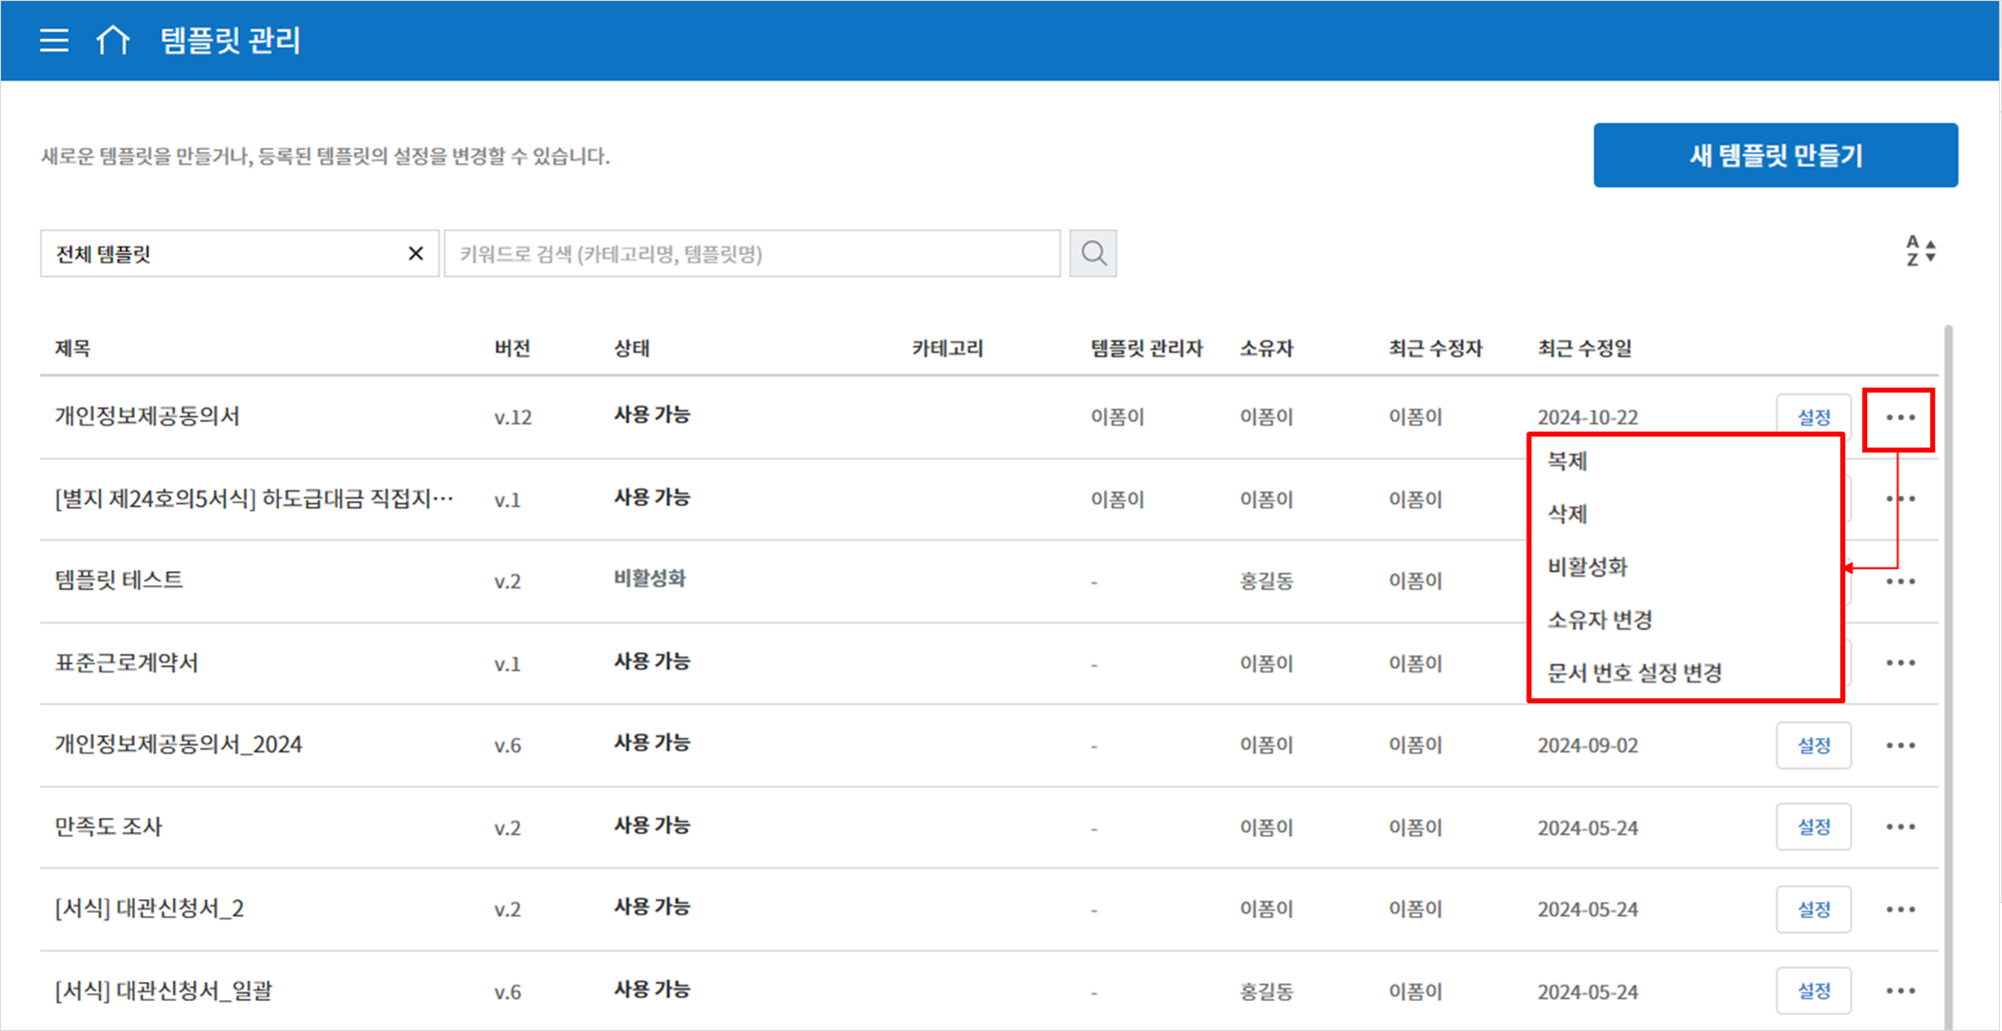 템플릿 관리
새로운 템플릿을 만들거나, 등록된 템플릿의 설정을 변경할 수 있습니다.
새 템플릿 만들기
전체 템플릿 ×
키워드로 검색 (카테고리명, 템플릿명)
A
Z
제목 버전 상태 카테고리 템플릿 관리자 소유자 최근 수정자 최근 수정일
개인정보제공동의서 v.12 사용 가능 이폼이 이폼이 이폼이 2024-10-22 설정 •••
[별지 제24호의5서식] 하도급대금 직접지··· v.1 사용 가능 이폼이 이폼이 이폼이 •••
템플릿 테스트 v.2 비활성화 - 홍길동 이폼이 •••
표준근로계약서 v.1 사용 가능 - 이폼이 이폼이 •••
복제
삭제
비활성화
소유자 변경
문서 번호 설정 변경
개인정보제공동의서_2024 v.6 사용 가능 - 이폼이 이폼이 2024-09-02 설정 •••
만족도 조사 v.2 사용 가능 - 이폼이 이폼이 2024-05-24 설정 •••
[서식] 대관신청서_2 v.2 사용 가능 - 이폼이 이폼이 2024-05-24 설정 •••
[서식] 대관신청서_일괄 v.6 사용 가능 - 홍길동 이폼이 2024-05-24 설정 •••